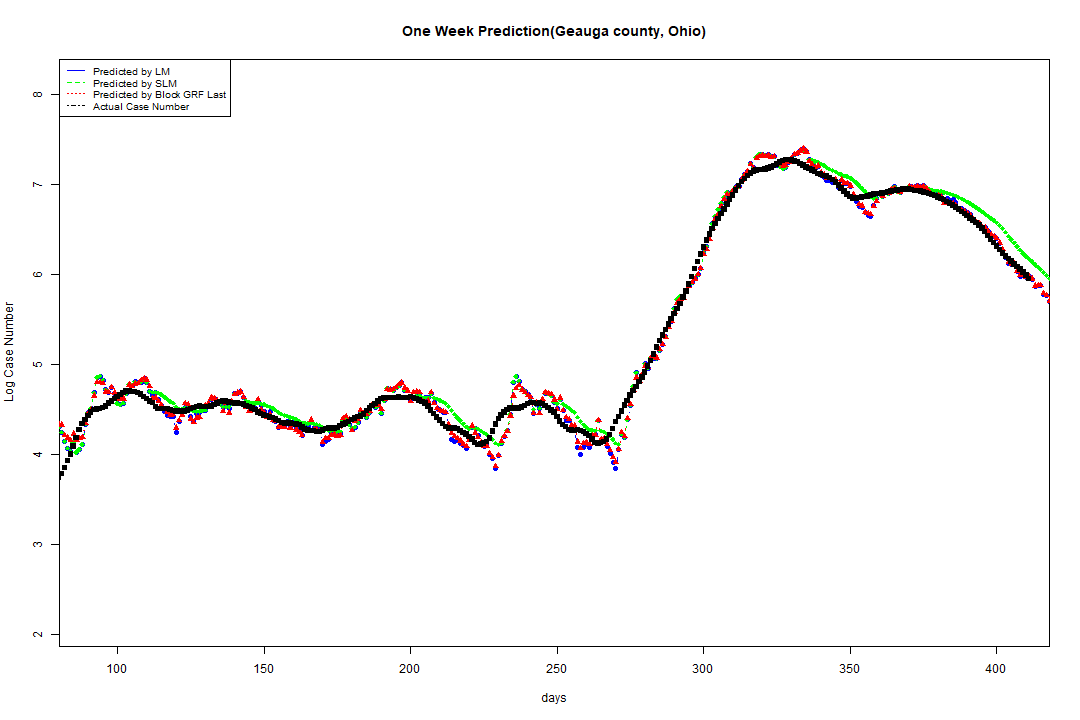 One Week Prediction(Geauga county, Ohio)
Predicted by LM
Predicted by SLM
Predicted by Block GRF Last
Actual Case Number
8
7
6
5
4
3
2
Log Case Number
100 150 200 250 300 350 400
days